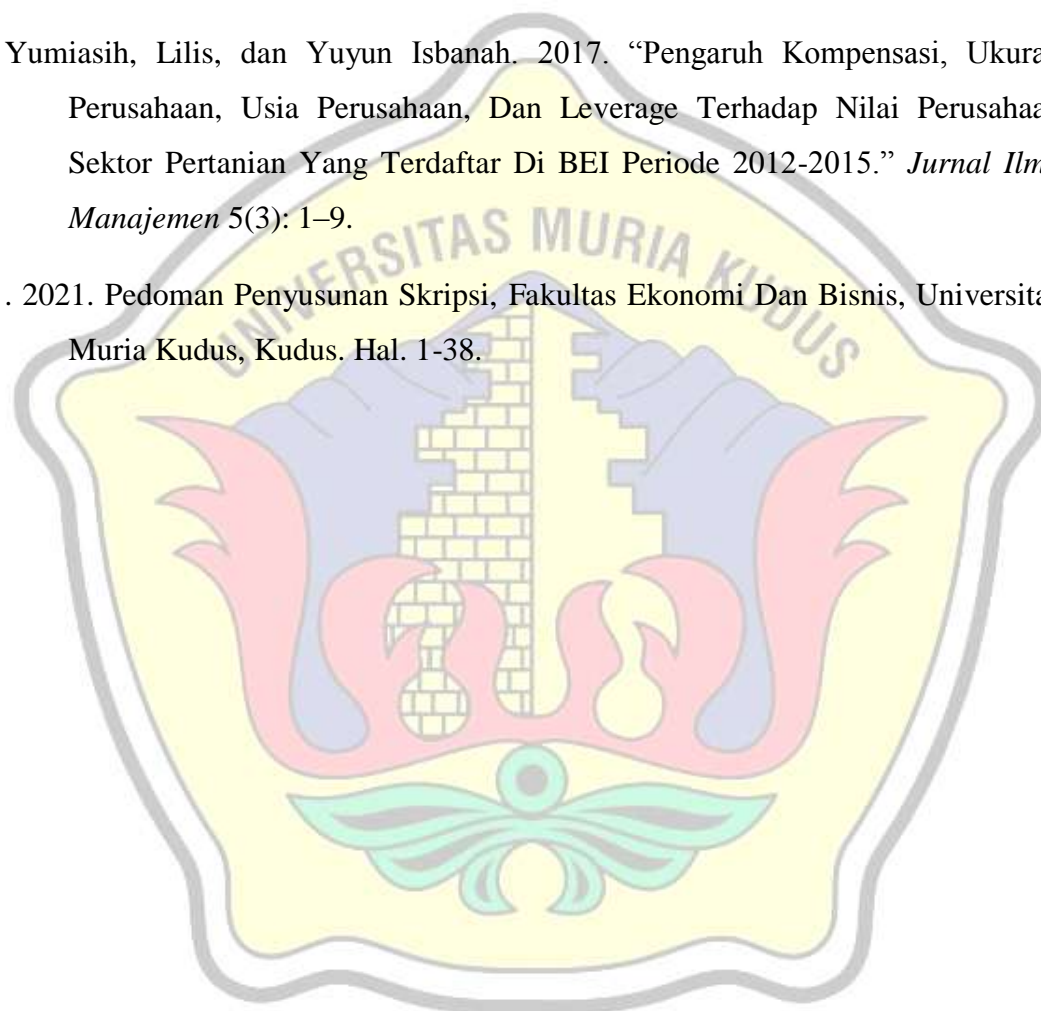 Yumiasih, Lilis, dan Yuyun Isbanah. 2017. “Pengaruh Kompensasi, Ukura
Perusahaan, Usia Perusahaan, Dan Leverage Terhadap Nilai Perusahaa
Sektor Pertanian Yang Terdaftar Di BEI Periode 2012-2015.” Jurnal Ilm
Manajemen 5(3): 1–9.
UNIVERSITAS MURIA KUDUS
. 2021. Pedoman Penyusunan Skripsi, Fakultas Ekonomi Dan Bisnis, Universita
Muria Kudus, Kudus. Hal. 1-38.